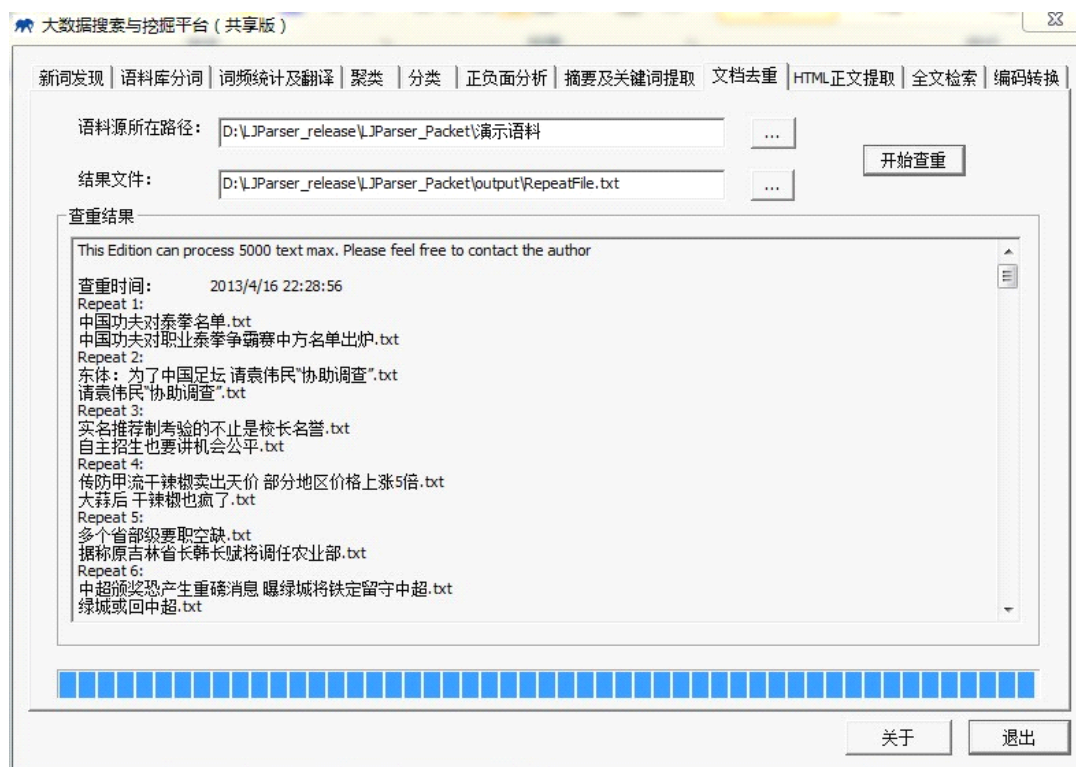 大数据搜索与挖掘平台(共享版)
新词发现 语料库分词 词频统计及翻译 聚类 分类 正负面分析 摘要及关键词提取 文档去重 HTML正文提取 全文检索 编码转换
语料源所在路径: D:\LJParser_release\LJParser_Packet\演示语料 ...
开始查重
结果文件: D:\LJParser_release\LJParser_Packet\output\RepeatFile.txt ...
查重结果
This Edition can process 5000 text max. Please feel free to contact the author
查重时间: 2013/4/16 22:28:56
Repeat 1:
中国功夫对泰拳名单.txt
中国功夫对职业泰拳争霸赛中方名单出炉.txt
Repeat 2:
东体：为了中国足坛 请袁伟民“协助调查”.txt
请袁伟民“协助调查”.txt
Repeat 3:
实名推荐制考验的不止是校长名誉.txt
自主招生也要讲机会公平.txt
Repeat 4:
传防甲流干辣椒卖出天价 部分地区价格上涨5倍.txt
大蒜后 干辣椒也疯了.txt
Repeat 5:
多个省部级要职空缺.txt
据称原吉林省长韩长赋将调任农业部.txt
Repeat 6:
中超颁奖恐产生重磅消息 曝绿城将铁定留守中超.txt
绿城或回中超.txt
关于 退出